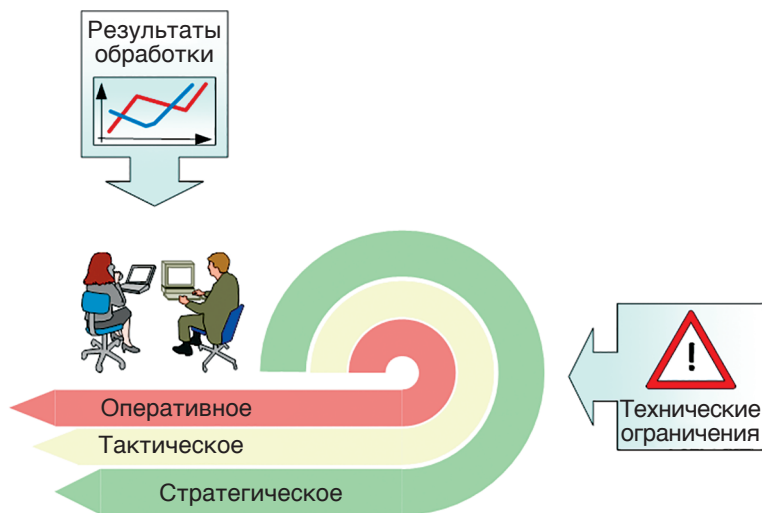 Результаты
обработки
!
Технические
ограничения
Оперативное
Тактическое
Стратегическое